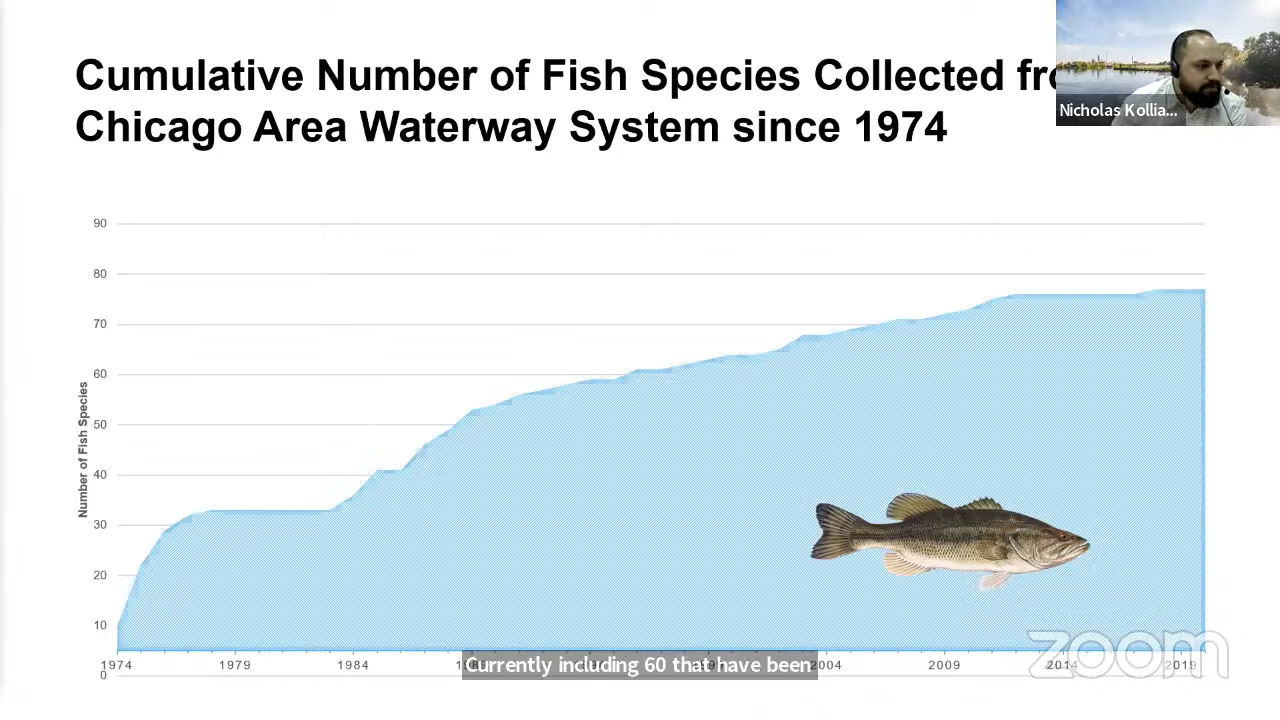 Cumulative Number of Fish Species Collected
Chicago Area Waterway System since 1974
Nicholas Kollia...
90
80
70
60
50
40
30
20
10
0
Number of Fish Species
1974 1979 1984 2004 2009 2014 2019
Currently including 60 that have been
zoom